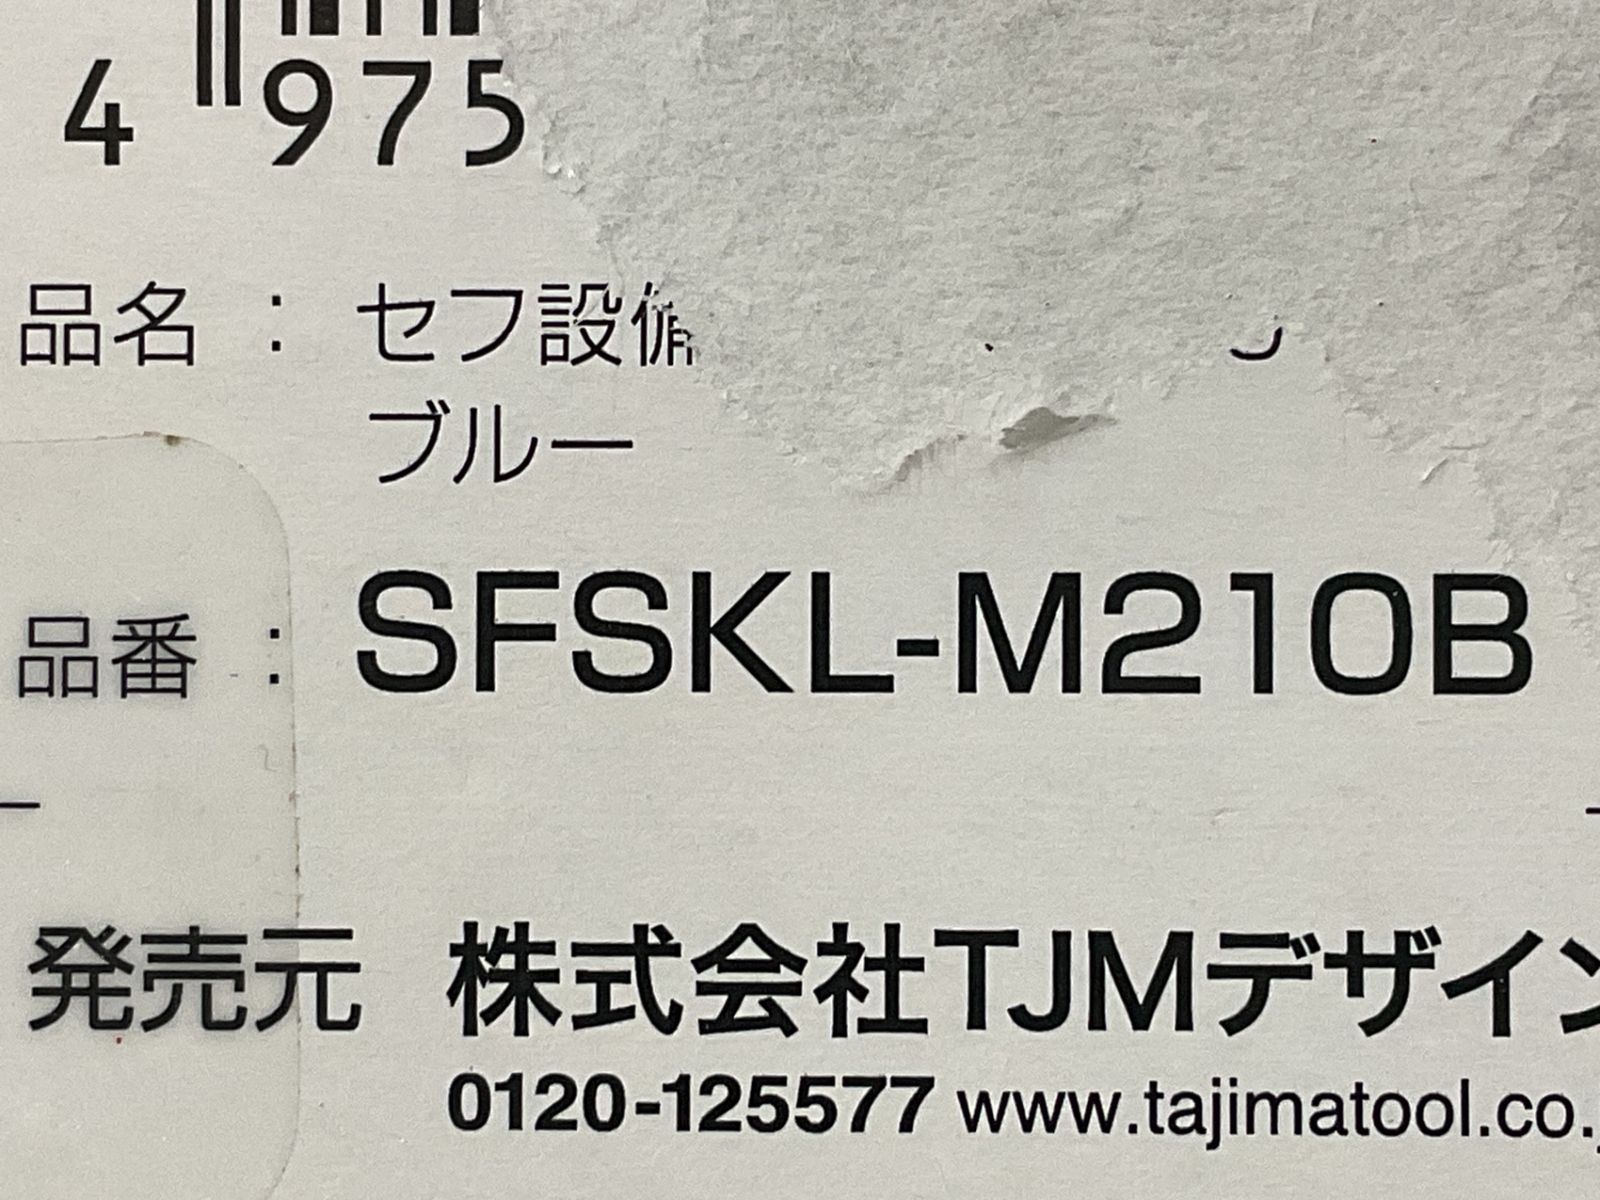 4 975
品名 : セフ設備
ブルー
品番 : SFSKL-M210B
発売元 株式会社TJMデザイン
0120-125577 www.tajimatool.co.